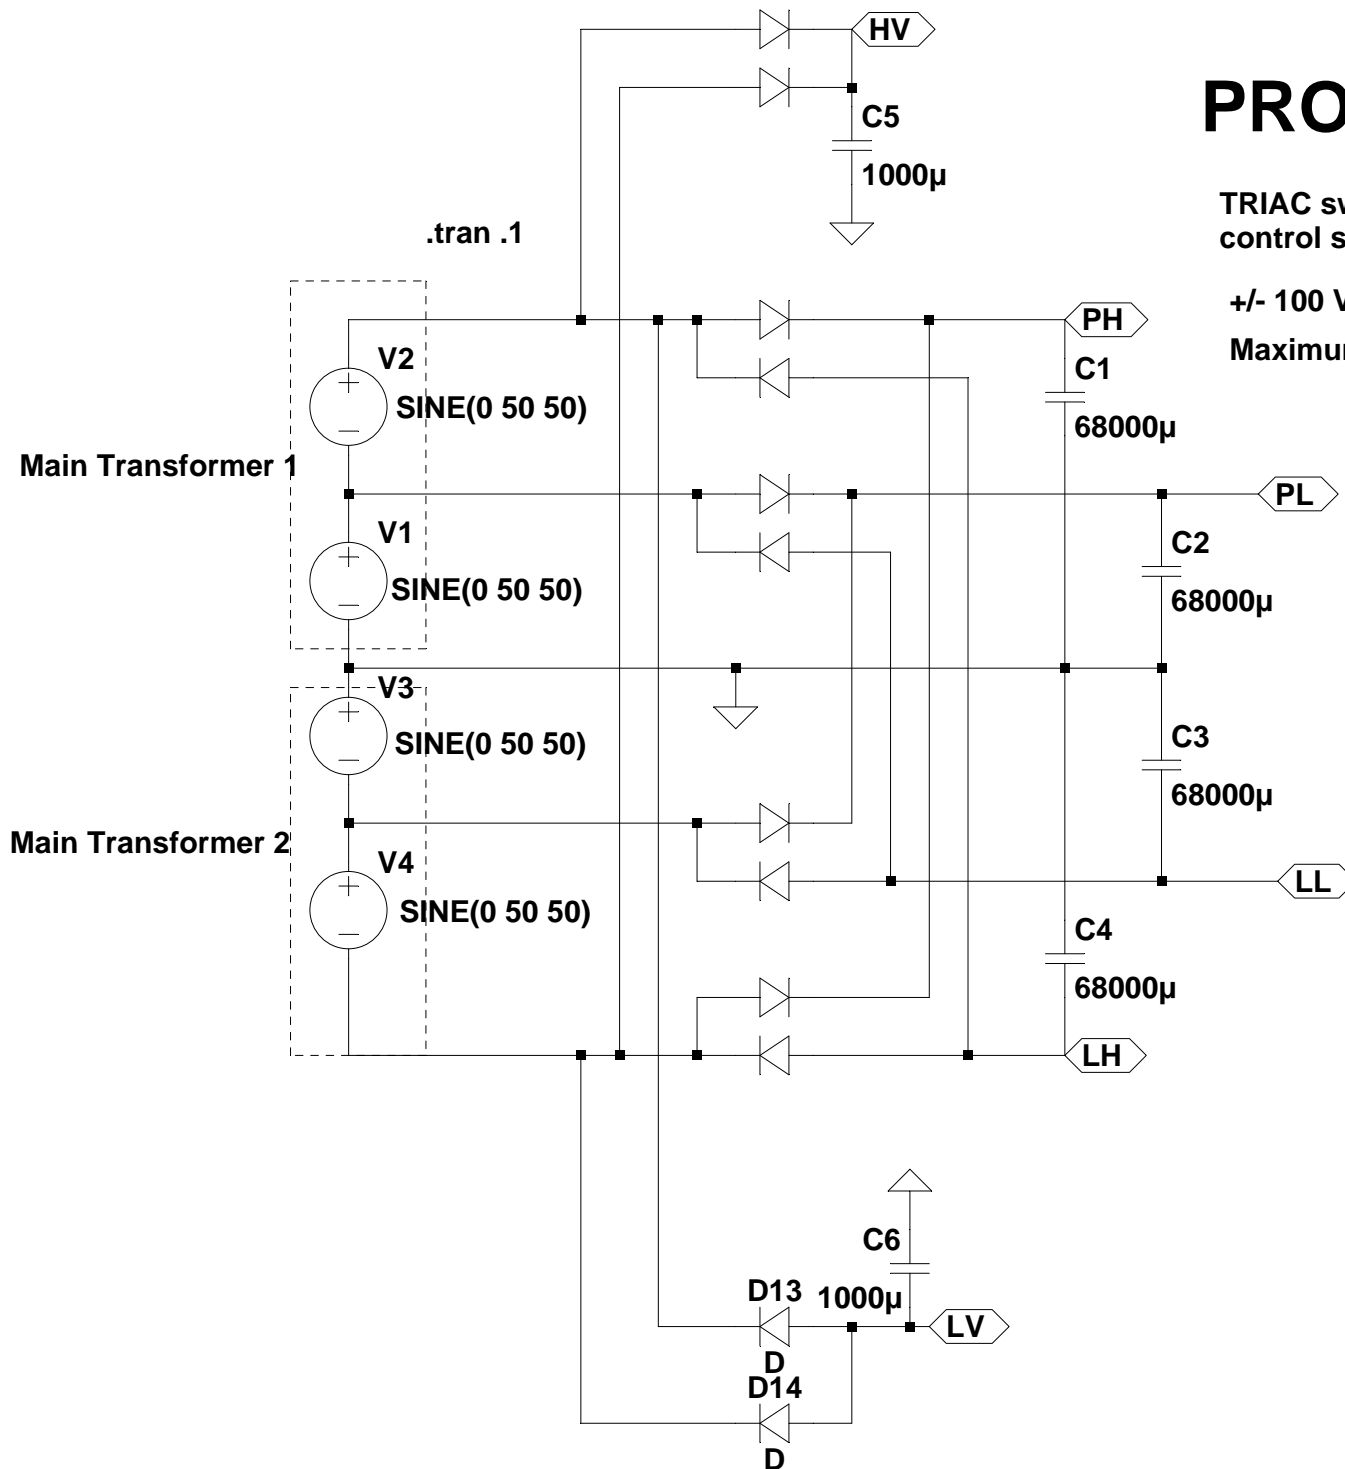 HV
PRO
C5
1000µ
TRIAC sw
control s
.tran .1
+/- 100 V
PH
Maximu
V2
C1
SINE(0 50 50)
68000µ
Main Transformer 1
PL
V1
C2
SINE(0 50 50)
68000µ
V3
SINE(0 50 50)
C3
68000µ
Main Transformer 2
V4
LL
SINE(0 50 50)
C4
68000µ
LH
C6
D13
1000µ
LV
D
D14
D